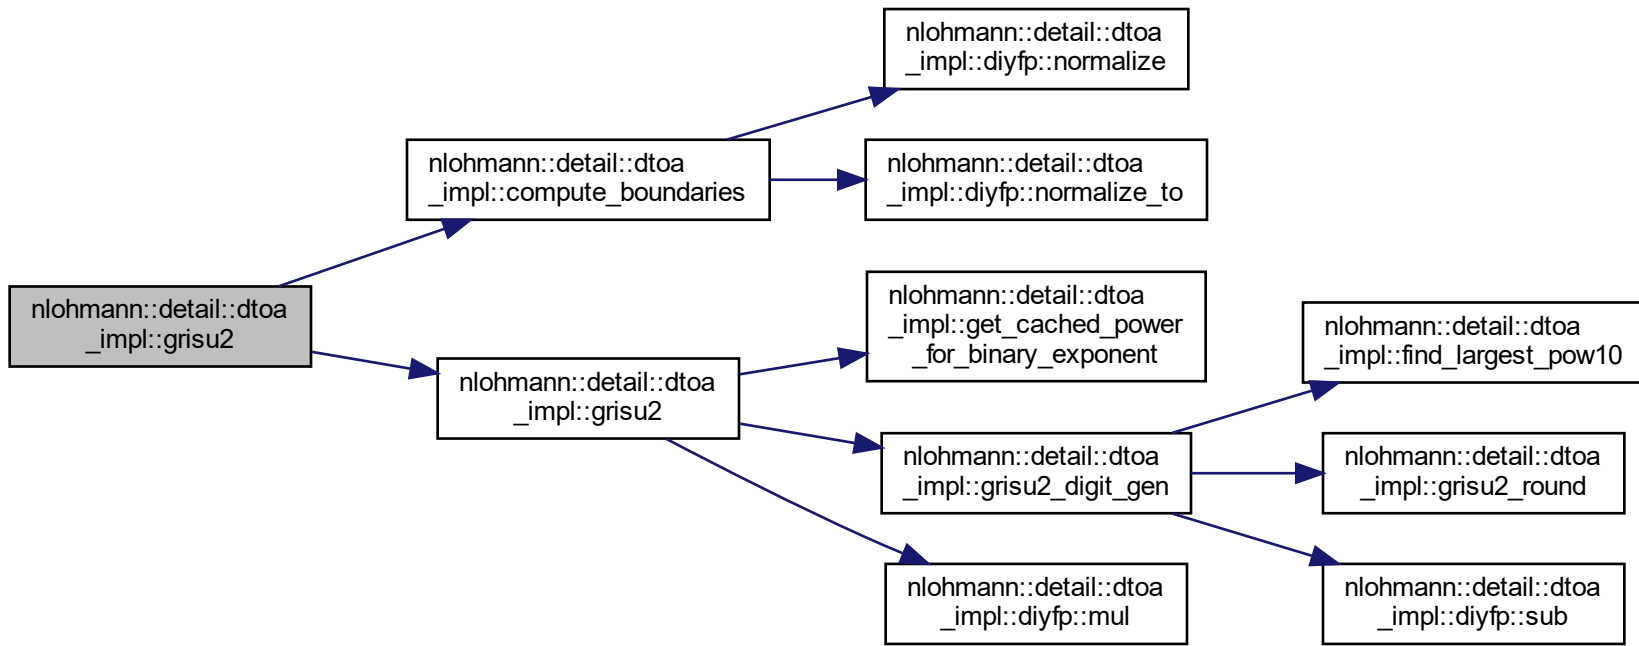 nlohmann::detail::dtoa
_impl::grisu2
nlohmann::detail::dtoa
_impl::compute_boundaries
nlohmann::detail::dtoa
_impl::diyfp::normalize
nlohmann::detail::dtoa
_impl::diyfp::normalize_to
nlohmann::detail::dtoa
_impl::grisu2
nlohmann::detail::dtoa
_impl::get_cached_power
_for_binary_exponent
nlohmann::detail::dtoa
_impl::grisu2_digit_gen
nlohmann::detail::dtoa
_impl::find_largest_pow10
nlohmann::detail::dtoa
_impl::grisu2_round
nlohmann::detail::dtoa
_impl::diyfp::sub
nlohmann::detail::dtoa
_impl::diyfp::mul